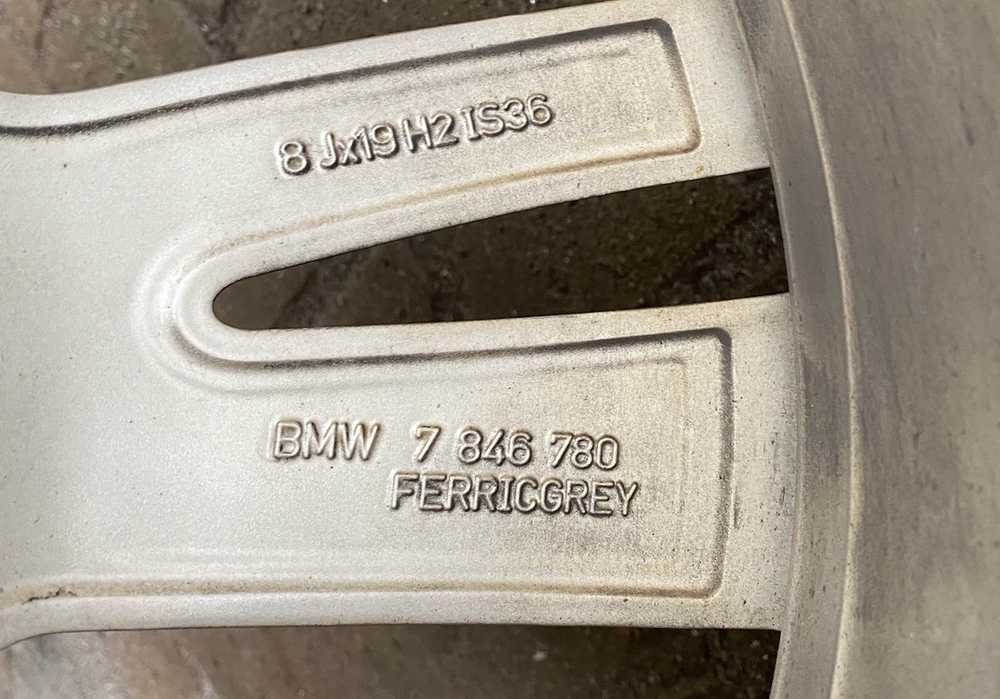 8 Jx19 H2 IS36
BMW 7 846 780
FERRICGREY